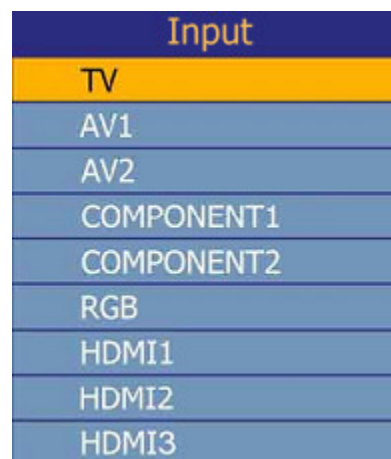 Input
TV
AV1
AV2
COMPONENT1
COMPONENT2
RGB
HDMI1
HDMI2
HDMI3